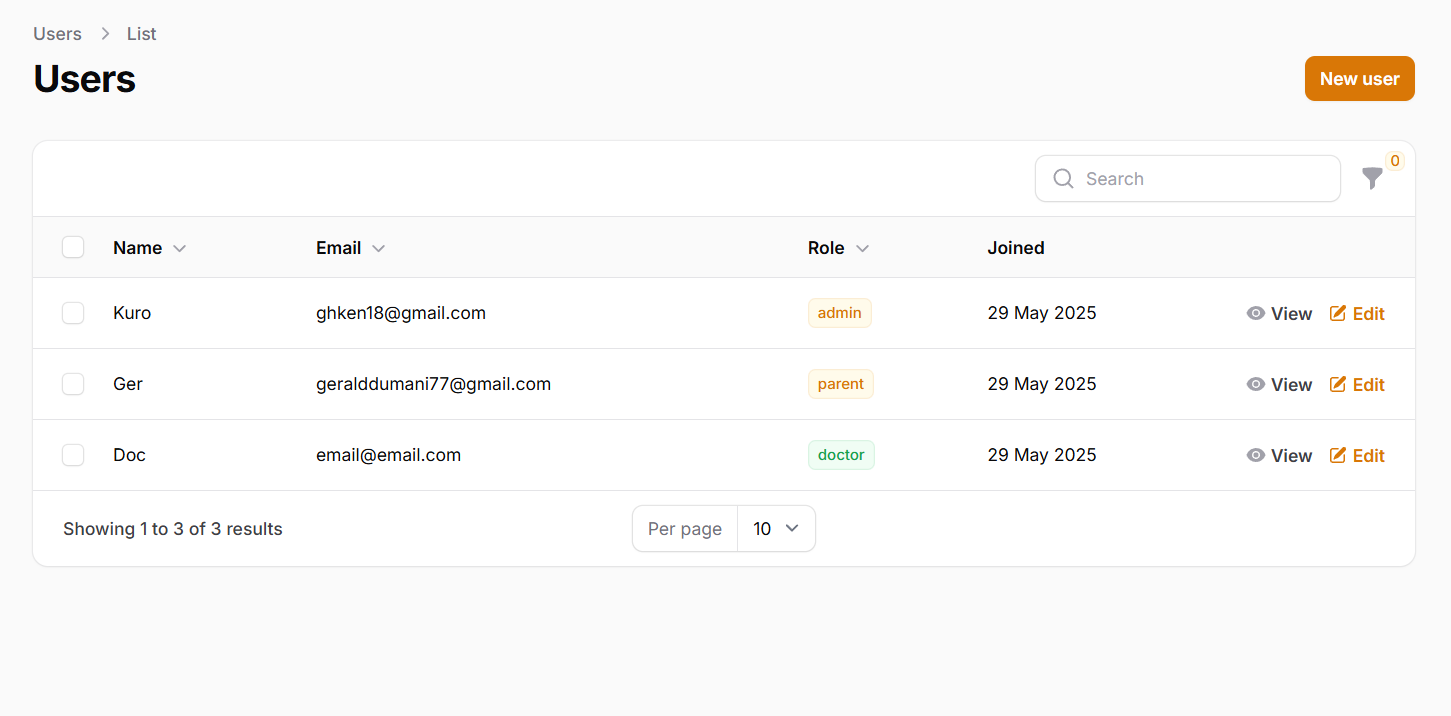 Users > List
Users
New user
Search
0
Name Email Role Joined
Kuro ghken18@gmail.com admin 29 May 2025 View Edit
Ger geralddumani77@gmail.com parent 29 May 2025 View Edit
Doc email@email.com doctor 29 May 2025 View Edit
Showing 1 to 3 of 3 results Per page 10